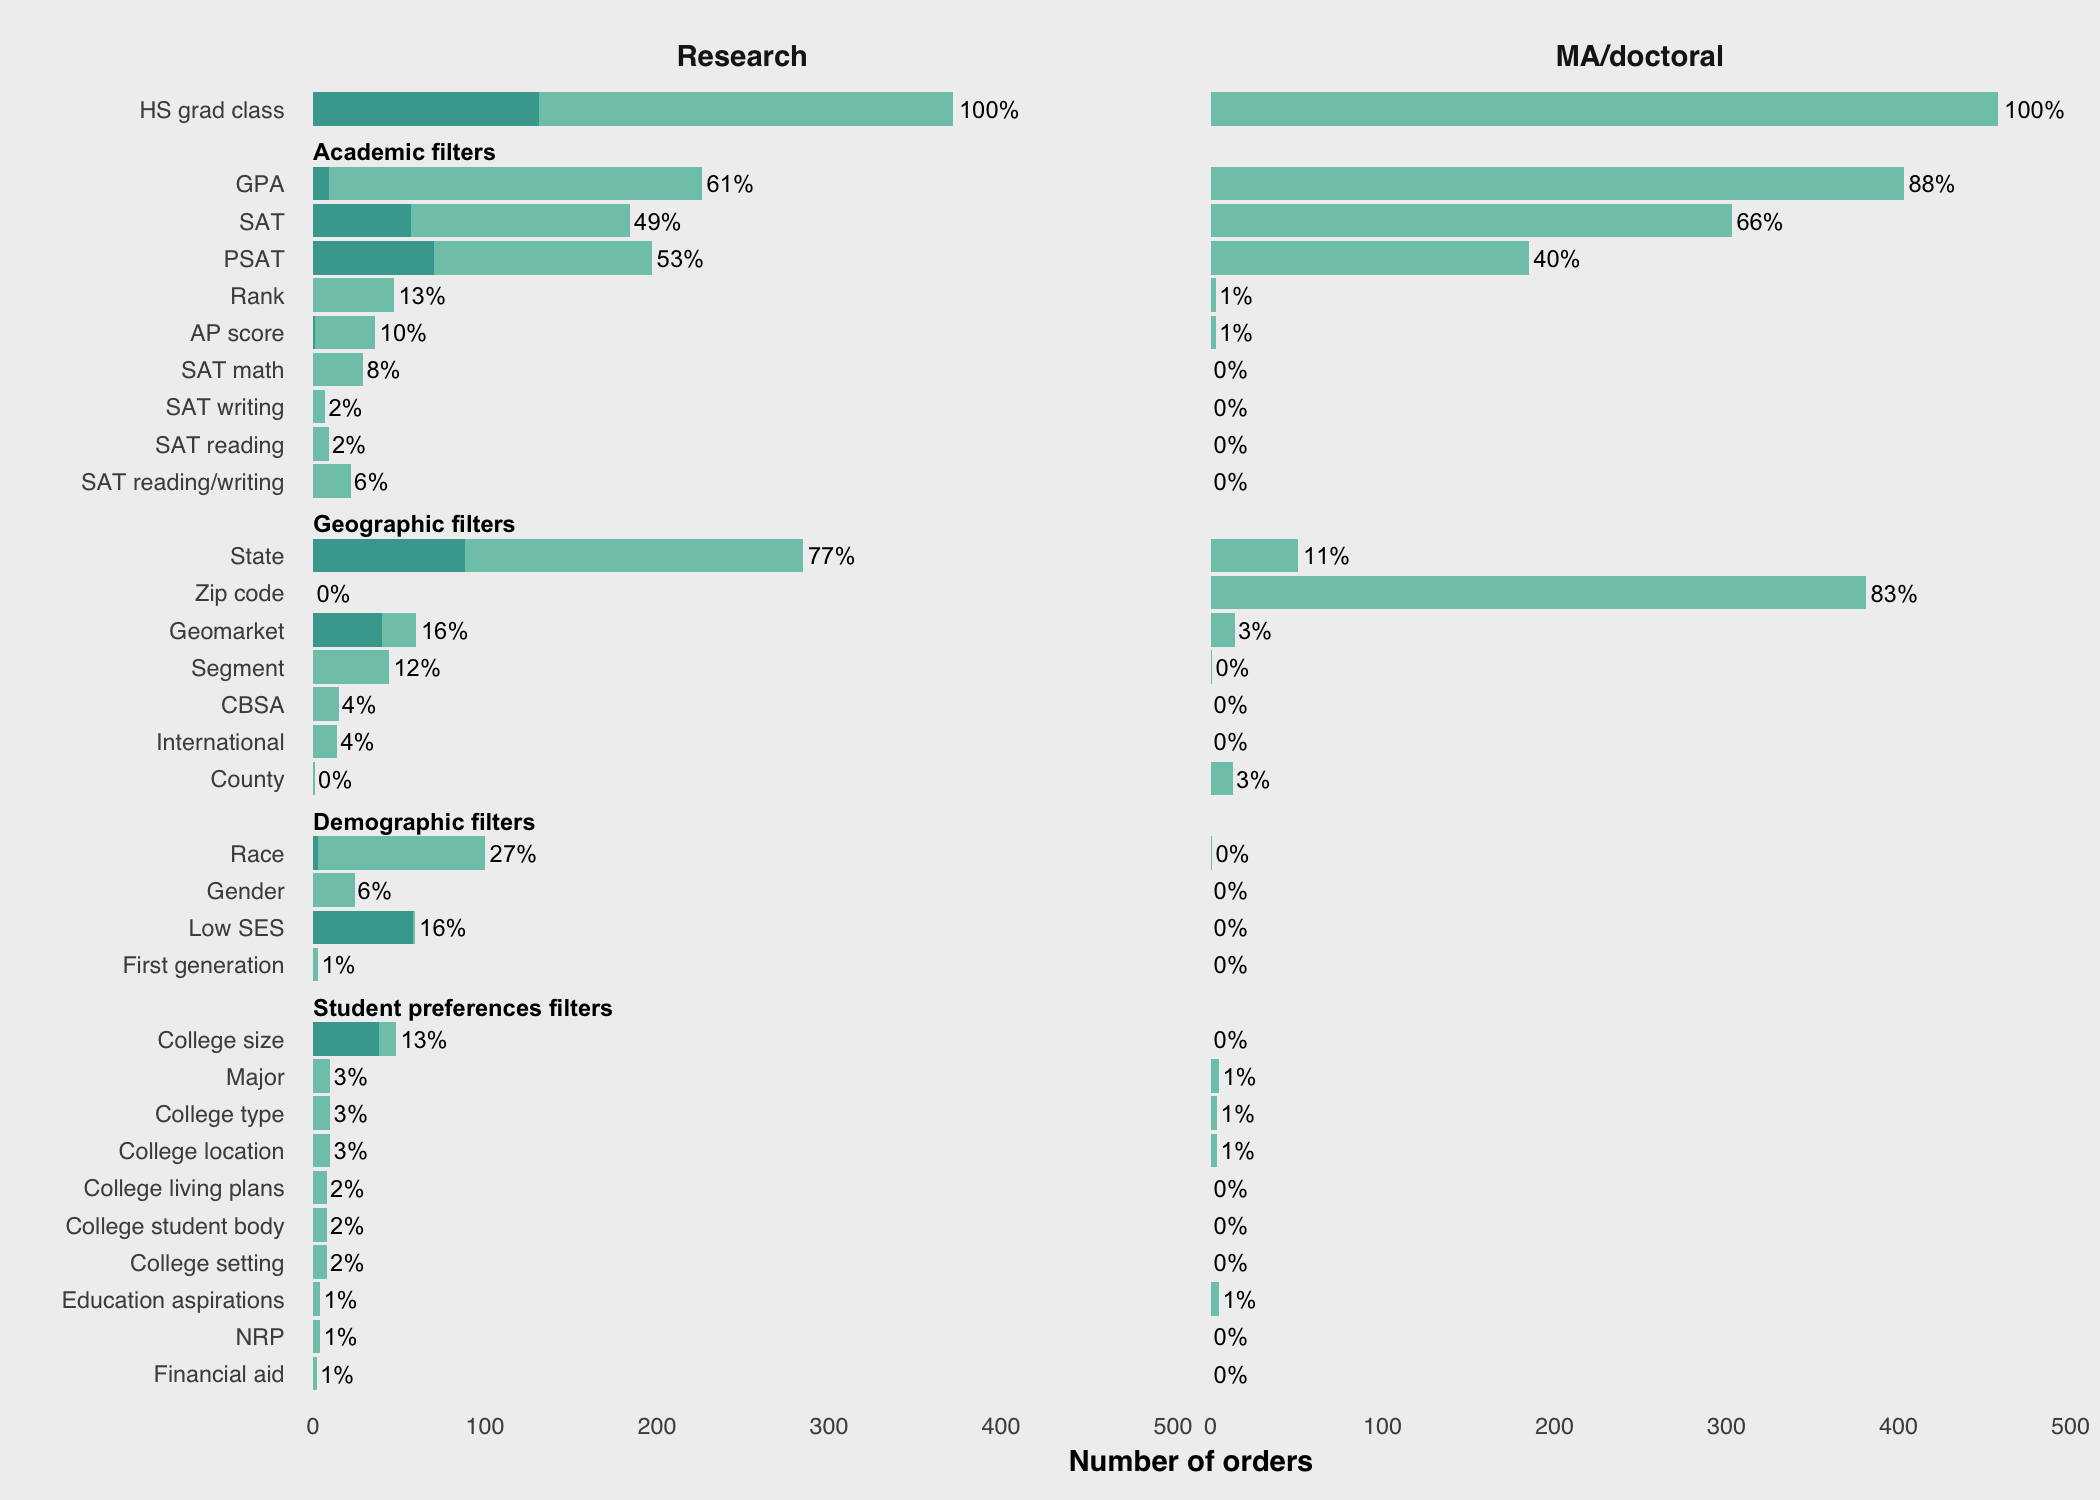 Research MA/doctoral
HS grad class 100% 100%
Academic filters
GPA 61% 88%
SAT 49% 66%
PSAT 53% 40%
Rank 13% 1%
AP score 10% 1%
SAT math 8% 0%
SAT writing 2% 0%
SAT reading 2% 0%
SAT reading/writing 6% 0%
Geographic filters
State 77% 11%
Zip code 0% 83%
Geomarket 16% 3%
Segment 12% 0%
CBSA 4% 0%
International 4% 0%
County 0% 3%
Demographic filters
Race 27% 0%
Gender 6% 0%
Low SES 16% 0%
First generation 1% 0%
Student preferences filters
College size 13% 0%
Major 3% 1%
College type 3% 1%
College location 3% 1%
College living plans 2% 0%
College student body 2% 0%
College setting 2% 0%
Education aspirations 1% 1%
NRP 1% 0%
Financial aid 1% 0%
0 100 200 300 400 500 0 100 200 300 400 500
Number of orders